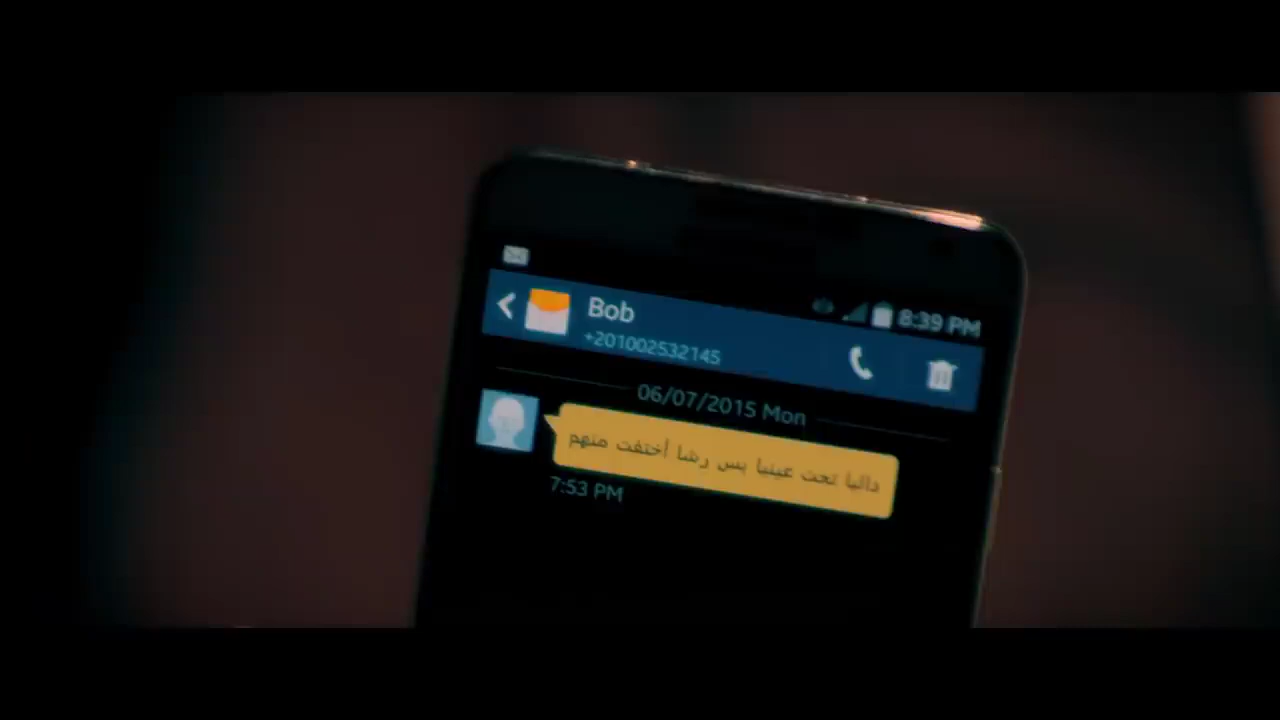 8:39 PM
Bob
+201002532145
06/07/2015 Mon
داليا تحت عينيا بس رشا أختفت منهم
7:53 PM